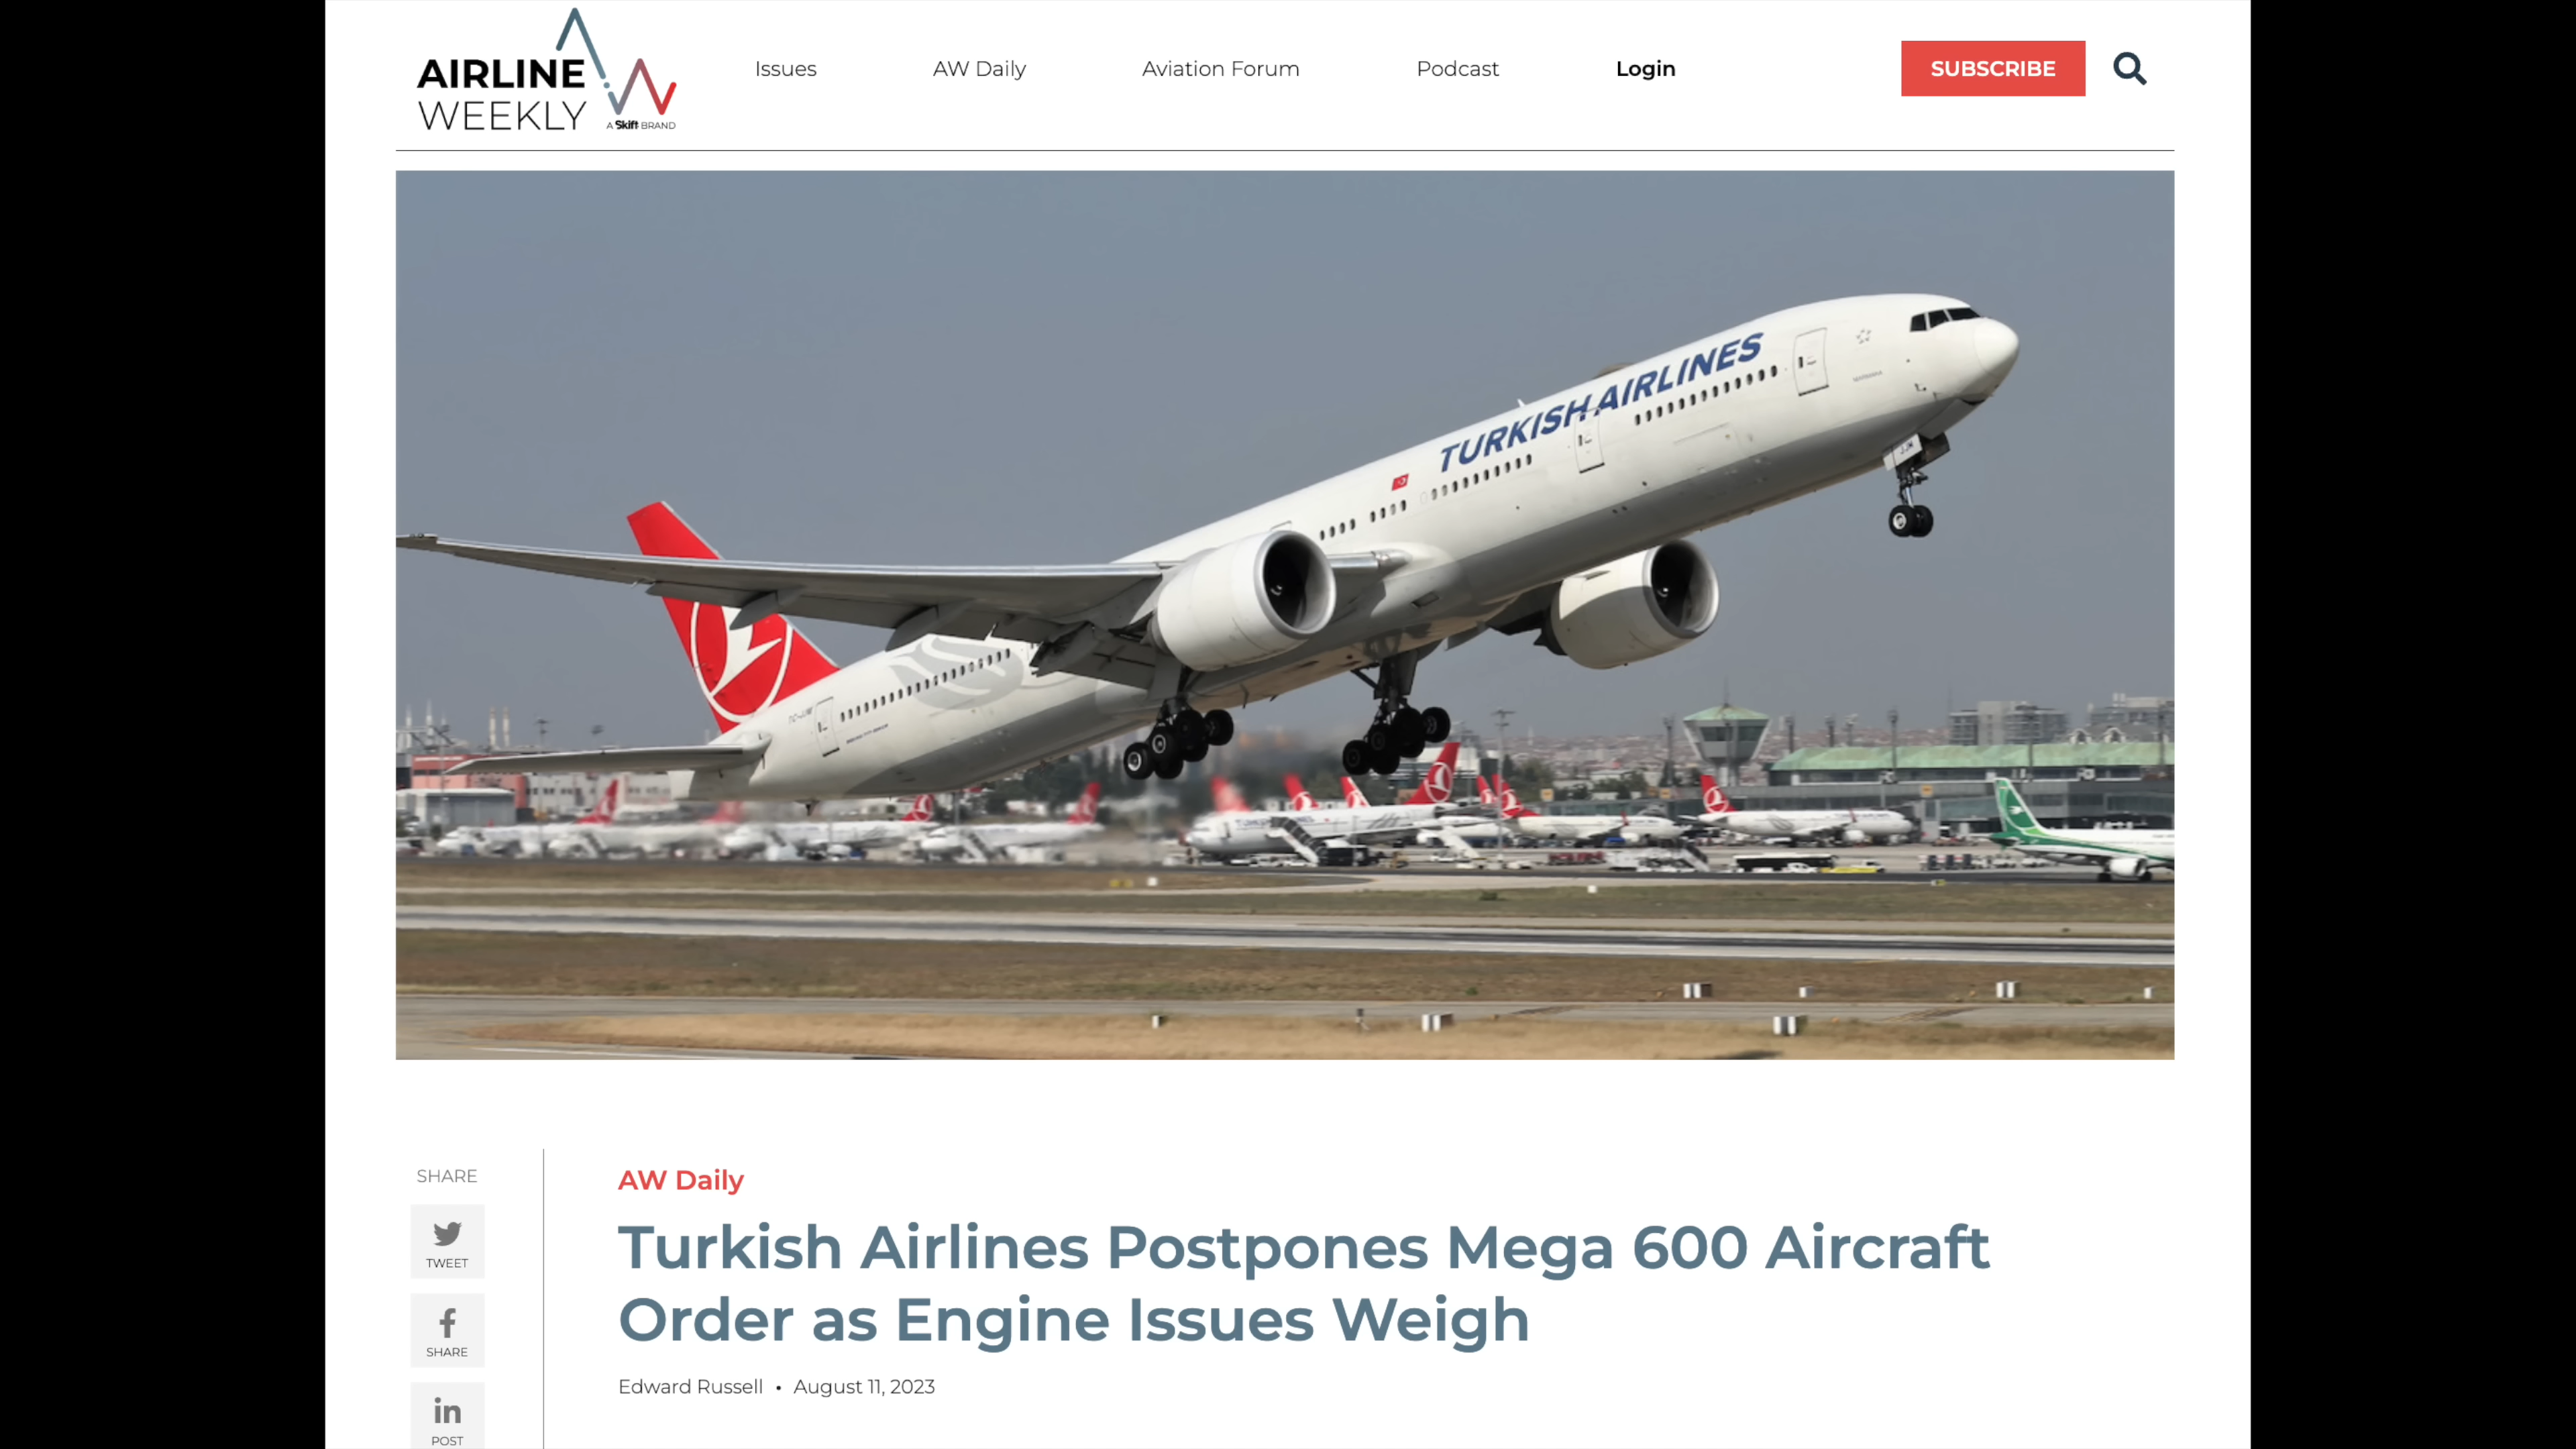 AIRLINE
WEEKLY
A Skift BRAND
Issues
AW Daily
Aviation Forum
Podcast
Login
SUBSCRIBE
TURKISH AIRLINES
JJM
SHARE
TWEET
SHARE
in
POST
AW Daily
Turkish Airlines Postpones Mega 600 Aircraft
Order as Engine Issues Weigh
Edward Russell • August 11, 2023